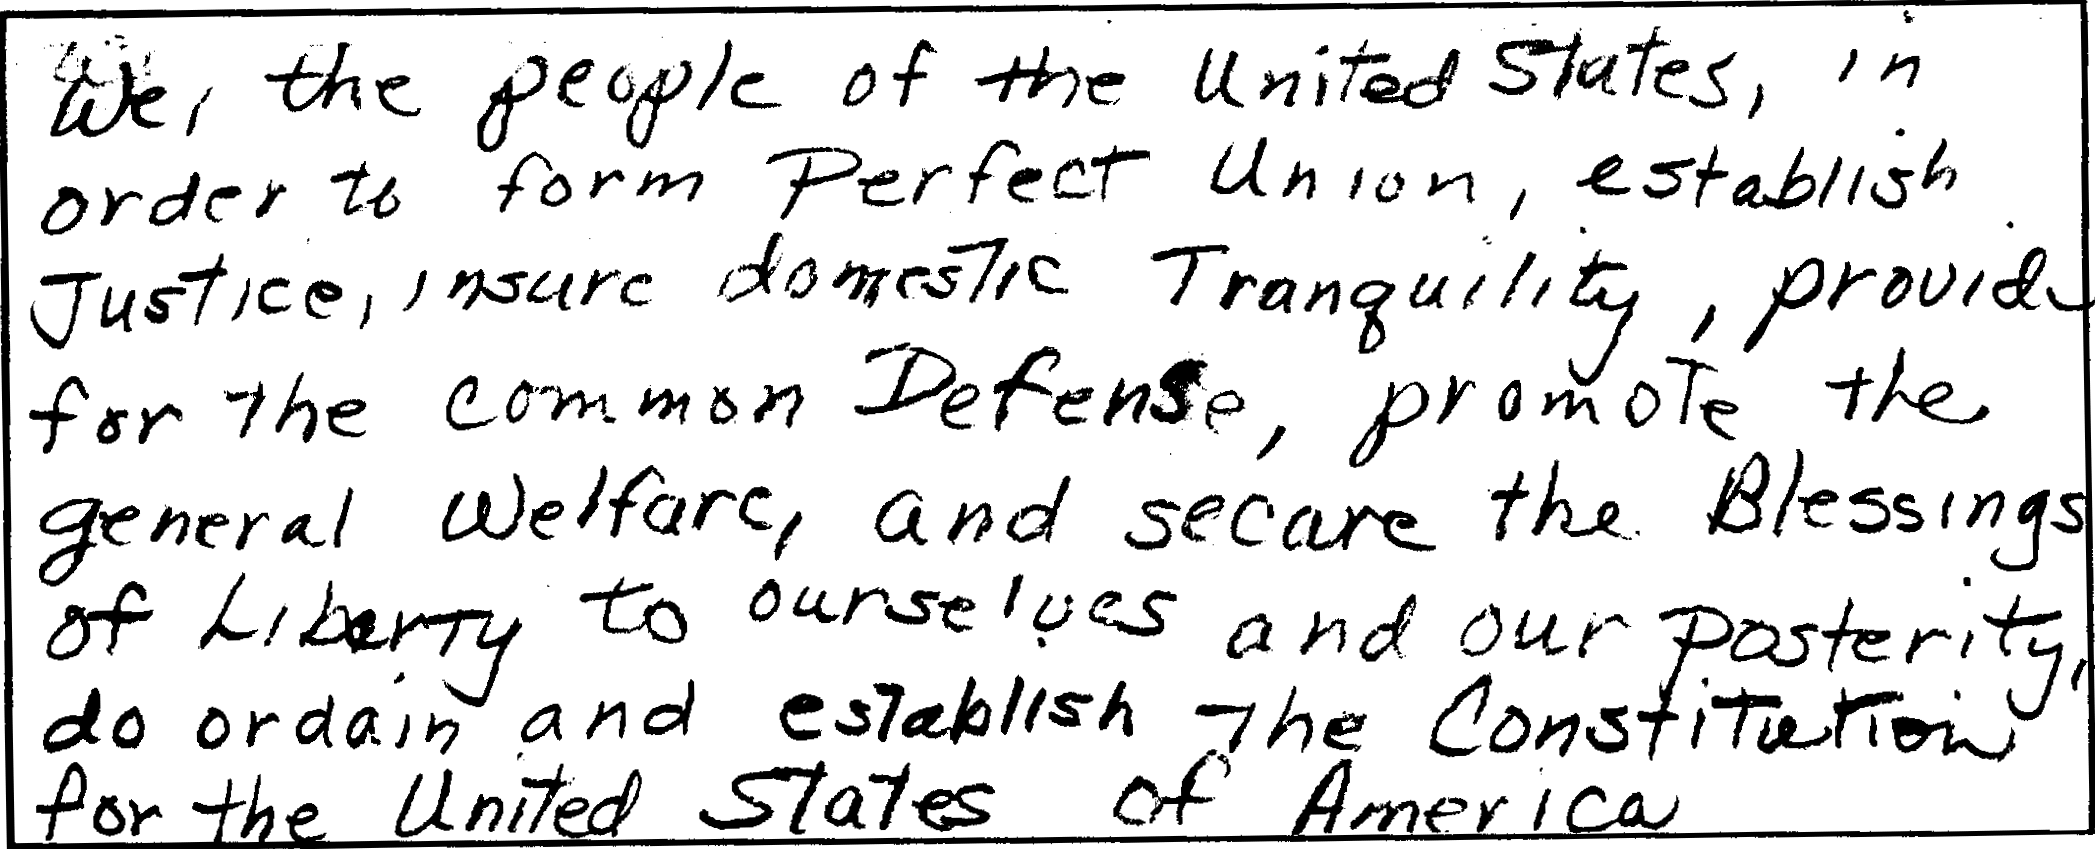 We, the people of the United States, in
order to form Perfect Union, establish
Justice, insure domestic Tranquility, provide
for the common Defense, promote the
general Welfare, and secure the Blessings
of Liberty to ourselves and our Posterity,
do ordain and establish the Constitution
for the United States of America